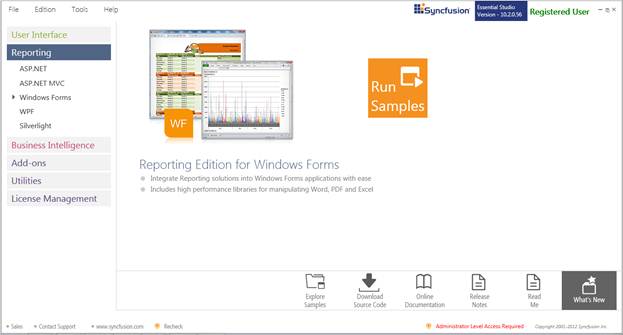 File Edition Tools Help
Syncfusion
Essential Studio
Version - 10.2.0.56
Registered User
User Interface
Reporting
ASP.NET
ASP.NET MVC
Windows Forms
WPF
Silverlight
Business Intelligence
Add-ons
Utilities
License Management
WF
Run
Samples
Reporting Edition for Windows Forms
Integrate Reporting solutions into Windows Forms applications with ease
Includes high performance libraries for manipulating Word, PDF and Excel
Explore
Samples
Download
Source Code
Online
Documentation
Release
Notes
Read
Me
What's New
Sales
Contact Support
www.syncfusion.com
Recheck
Administrator Level Access Required
Copyright 2001-2012 Syncfusion Inc.